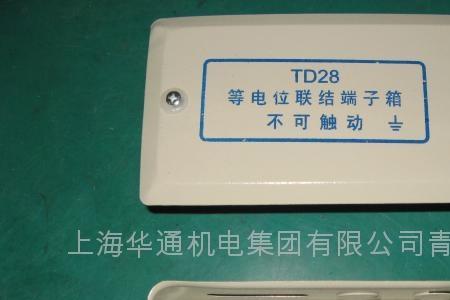 TD28
等电位联结端子箱
不可触动
上海华通机电集团有限公司青